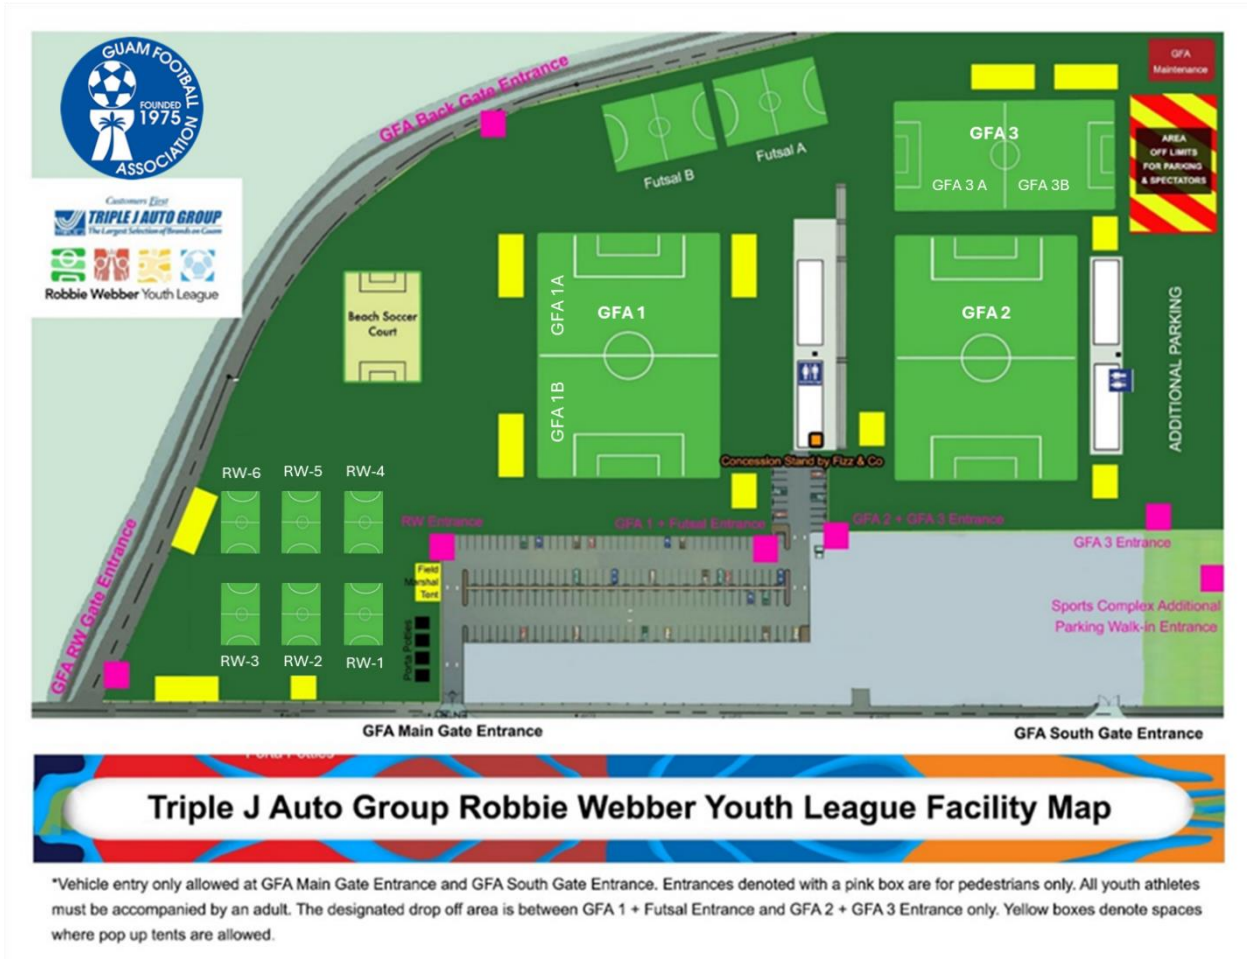 GUAM FOOTBALL
ASSOCIATION
FOUNDED
1975
Customers First
TRIPLE J AUTO GROUP
The Largest Selection of Brands on Guam
Robbie Webber Youth League
GFA Back Gate Entrance
GFA RW Gate Entrance
Futsal B
Futsal A
GFA
Maintenance
GFA 3
GFA 3 A
GFA 3B
AREA
OFF LIMITS
FOR PARKING
& SPECTATORS
Beach Soccer
Court
GFA 1A
GFA 1
GFA 1B
GFA 2
ADDITIONAL PARKING
Concession Stand by Fizz & Co
RW-6
RW-5
RW-4
RW Entrance
GFA 1 + Futsal Entrance
GFA 2 + GFA 3 Entrance
GFA 3 Entrance
Field
Marshal
Tent
Sports Complex Additional
Parking Walk-in Entrance
Porta Potties
RW-3
RW-2
RW-1
GFA Main Gate Entrance
GFA South Gate Entrance
Triple J Auto Group Robbie Webber Youth League Facility Map
*Vehicle entry only allowed at GFA Main Gate Entrance and GFA South Gate Entrance. Entrances denoted with a pink box are for pedestrians only. All youth athletes
must be accompanied by an adult. The designated drop off area is between GFA 1 + Futsal Entrance and GFA 2 + GFA 3 Entrance only. Yellow boxes denote spaces
where pop up tents are allowed.